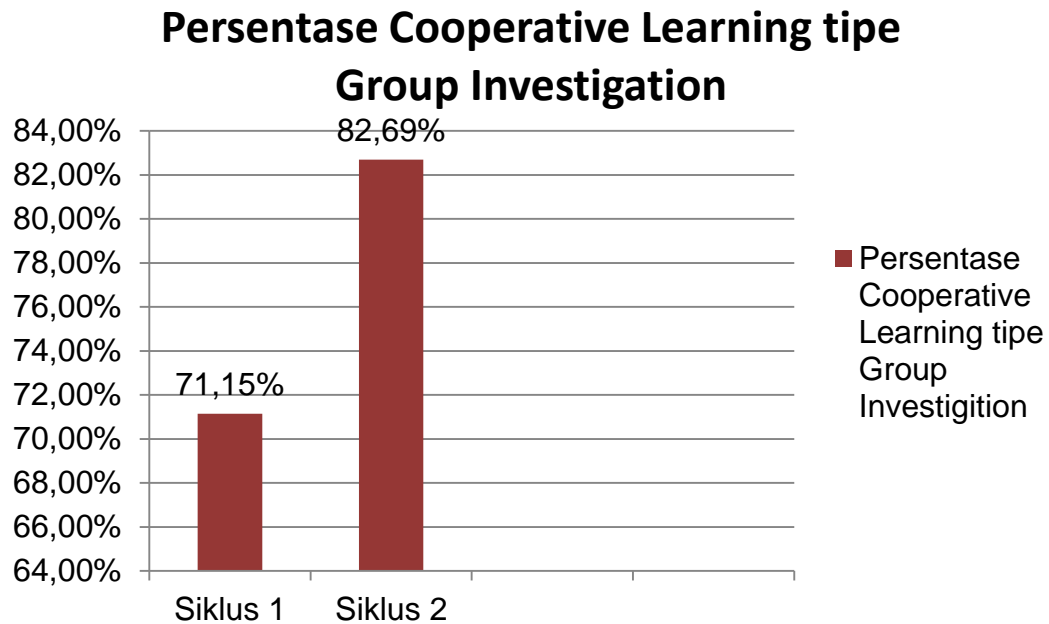 Persentase Cooperative Learning tipe
Group Investigation
84,00%
82,00%
80,00%
78,00%
76,00%
74,00%
72,00%
70,00%
68,00%
66,00%
64,00%
71,15%
82,69%
Siklus 1
Siklus 2
Persentase
Cooperative
Learning tipe
Group
Investigition